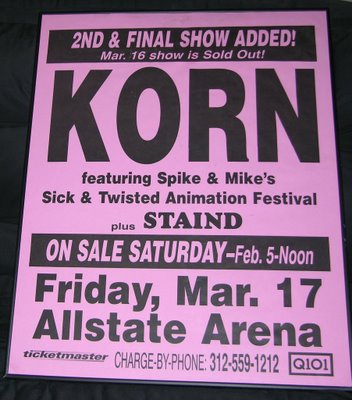 2ND & FINAL SHOW ADDED!
Mar. 16 show is Sold Out!
KORN
featuring Spike & Mike's
Sick & Twisted Animation Festival
plus STAIND
ON SALE SATURDAY–Feb. 5-Noon
Friday, Mar. 17
Allstate Arena
ticketmaster CHARGE-BY-PHONE: 312-559-1212 Q101